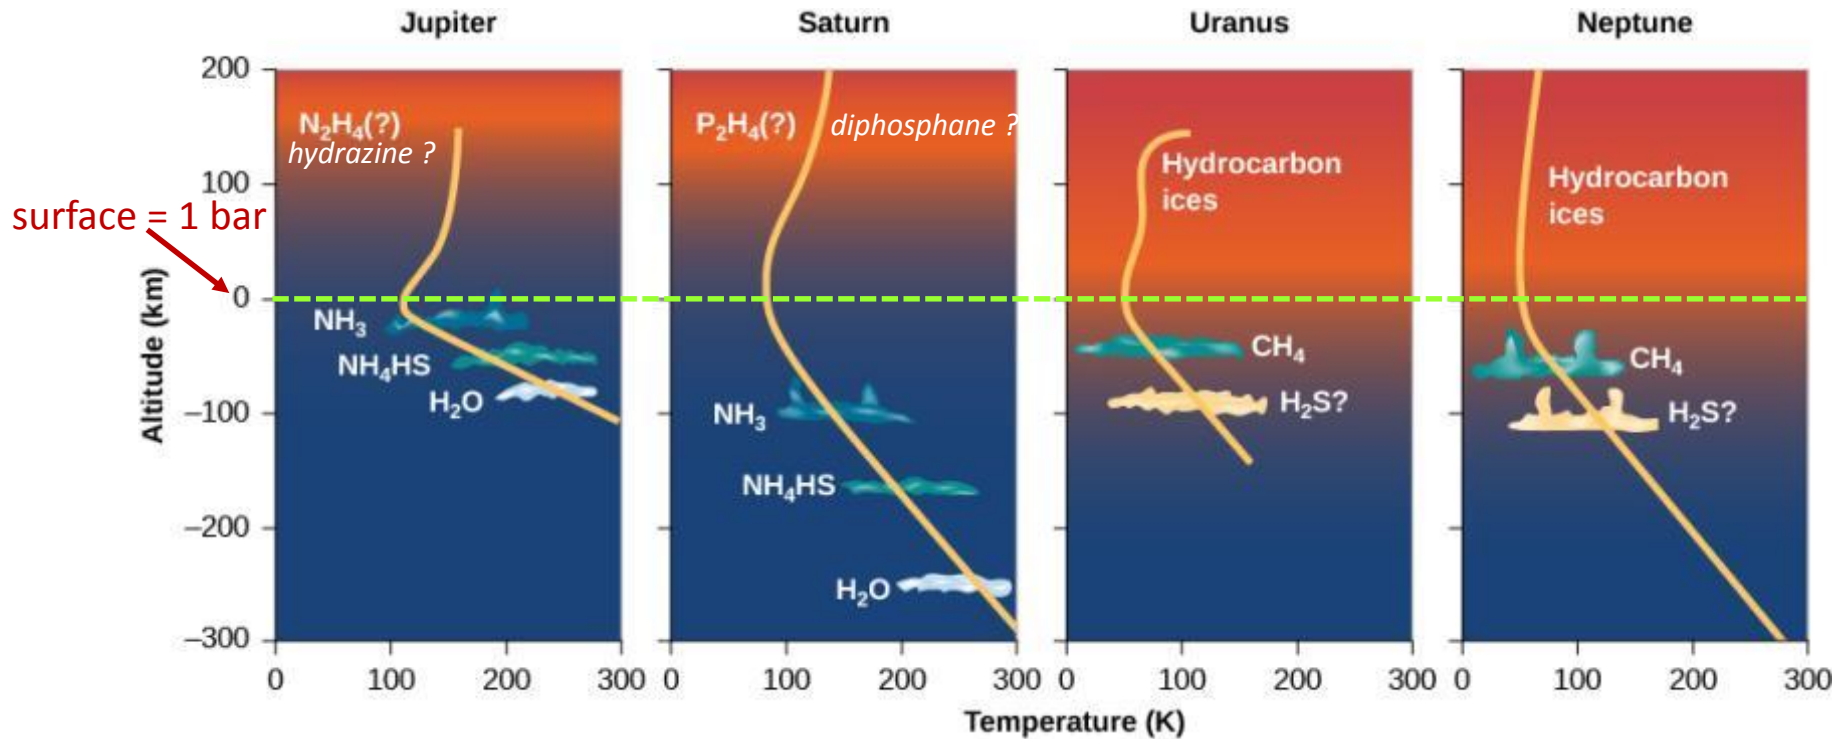 Jupiter
Saturn
Uranus
Neptune
200
100
0
–100
–200
–300
Altitude (km)
surface = 1 bar
N₂H₄(?)
hydrazine ?
NH₃
NH₄HS
H₂O
P₂H₄(?)
diphosphane ?
NH₃
NH₄HS
H₂O
Hydrocarbon
ices
CH₄
H₂S?
Hydrocarbon
ices
CH₄
H₂S?
0 100 200 300
0 100 200 300
0 100 200 300
0 100 200 300
Temperature (K)